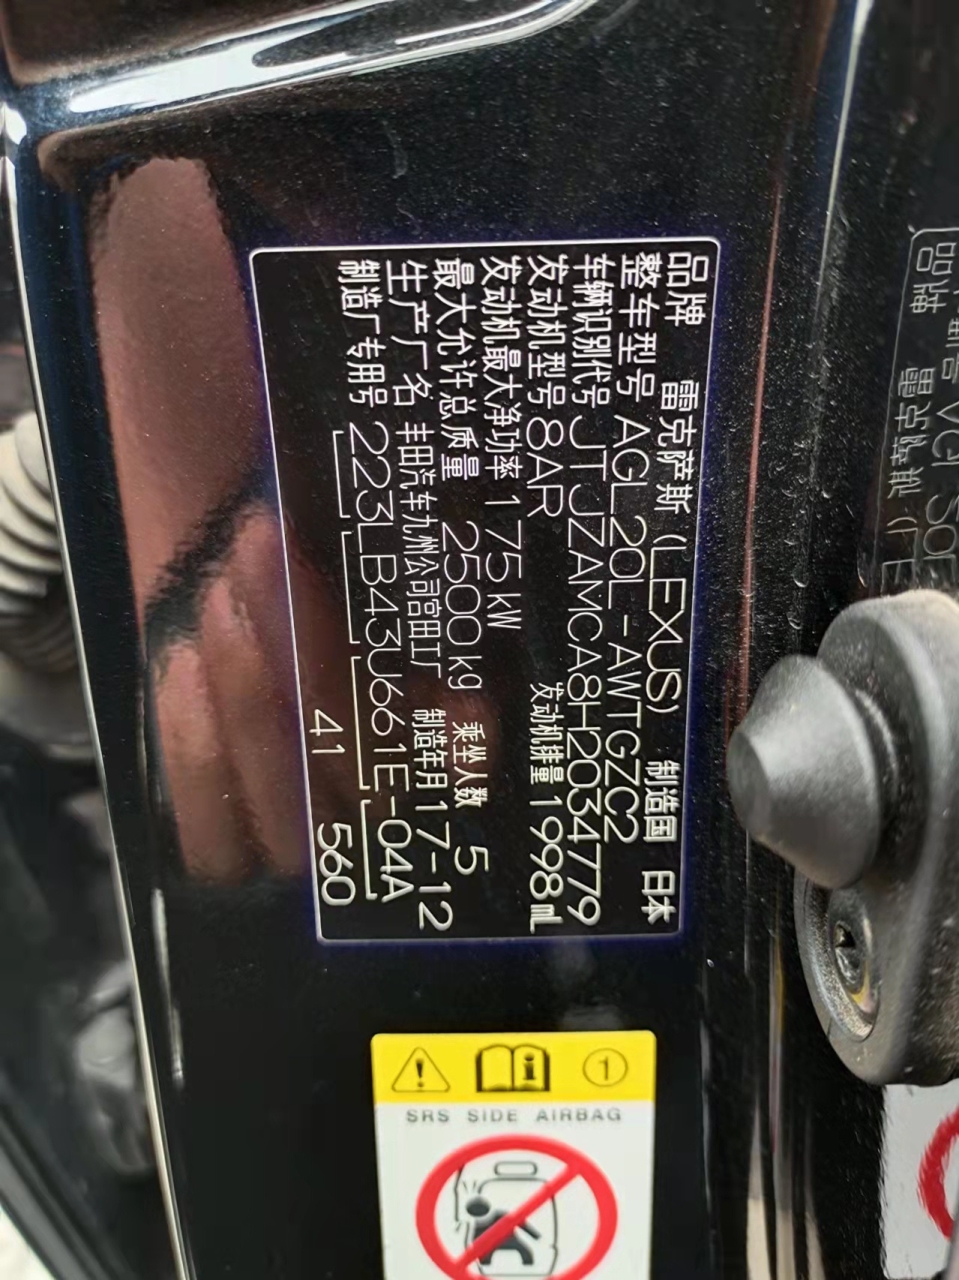 品牌 雷克萨斯(LEXUS) 制造国 日本
整车型号 AGL20L-AWTGZC2
车辆识别代号 JTJZAMCA8H2034779
发动机型号 8AR 发动机排量 1998ml
发动机最大净功率 175kW
最大允许总质量 2500kg 乘坐人数 5
生产厂名 丰田汽车九州公司宫田工厂 制造年月 17-12
制造厂专用号 223LB43U661E-04A
41 560
1
SRS SIDE AIRBAG